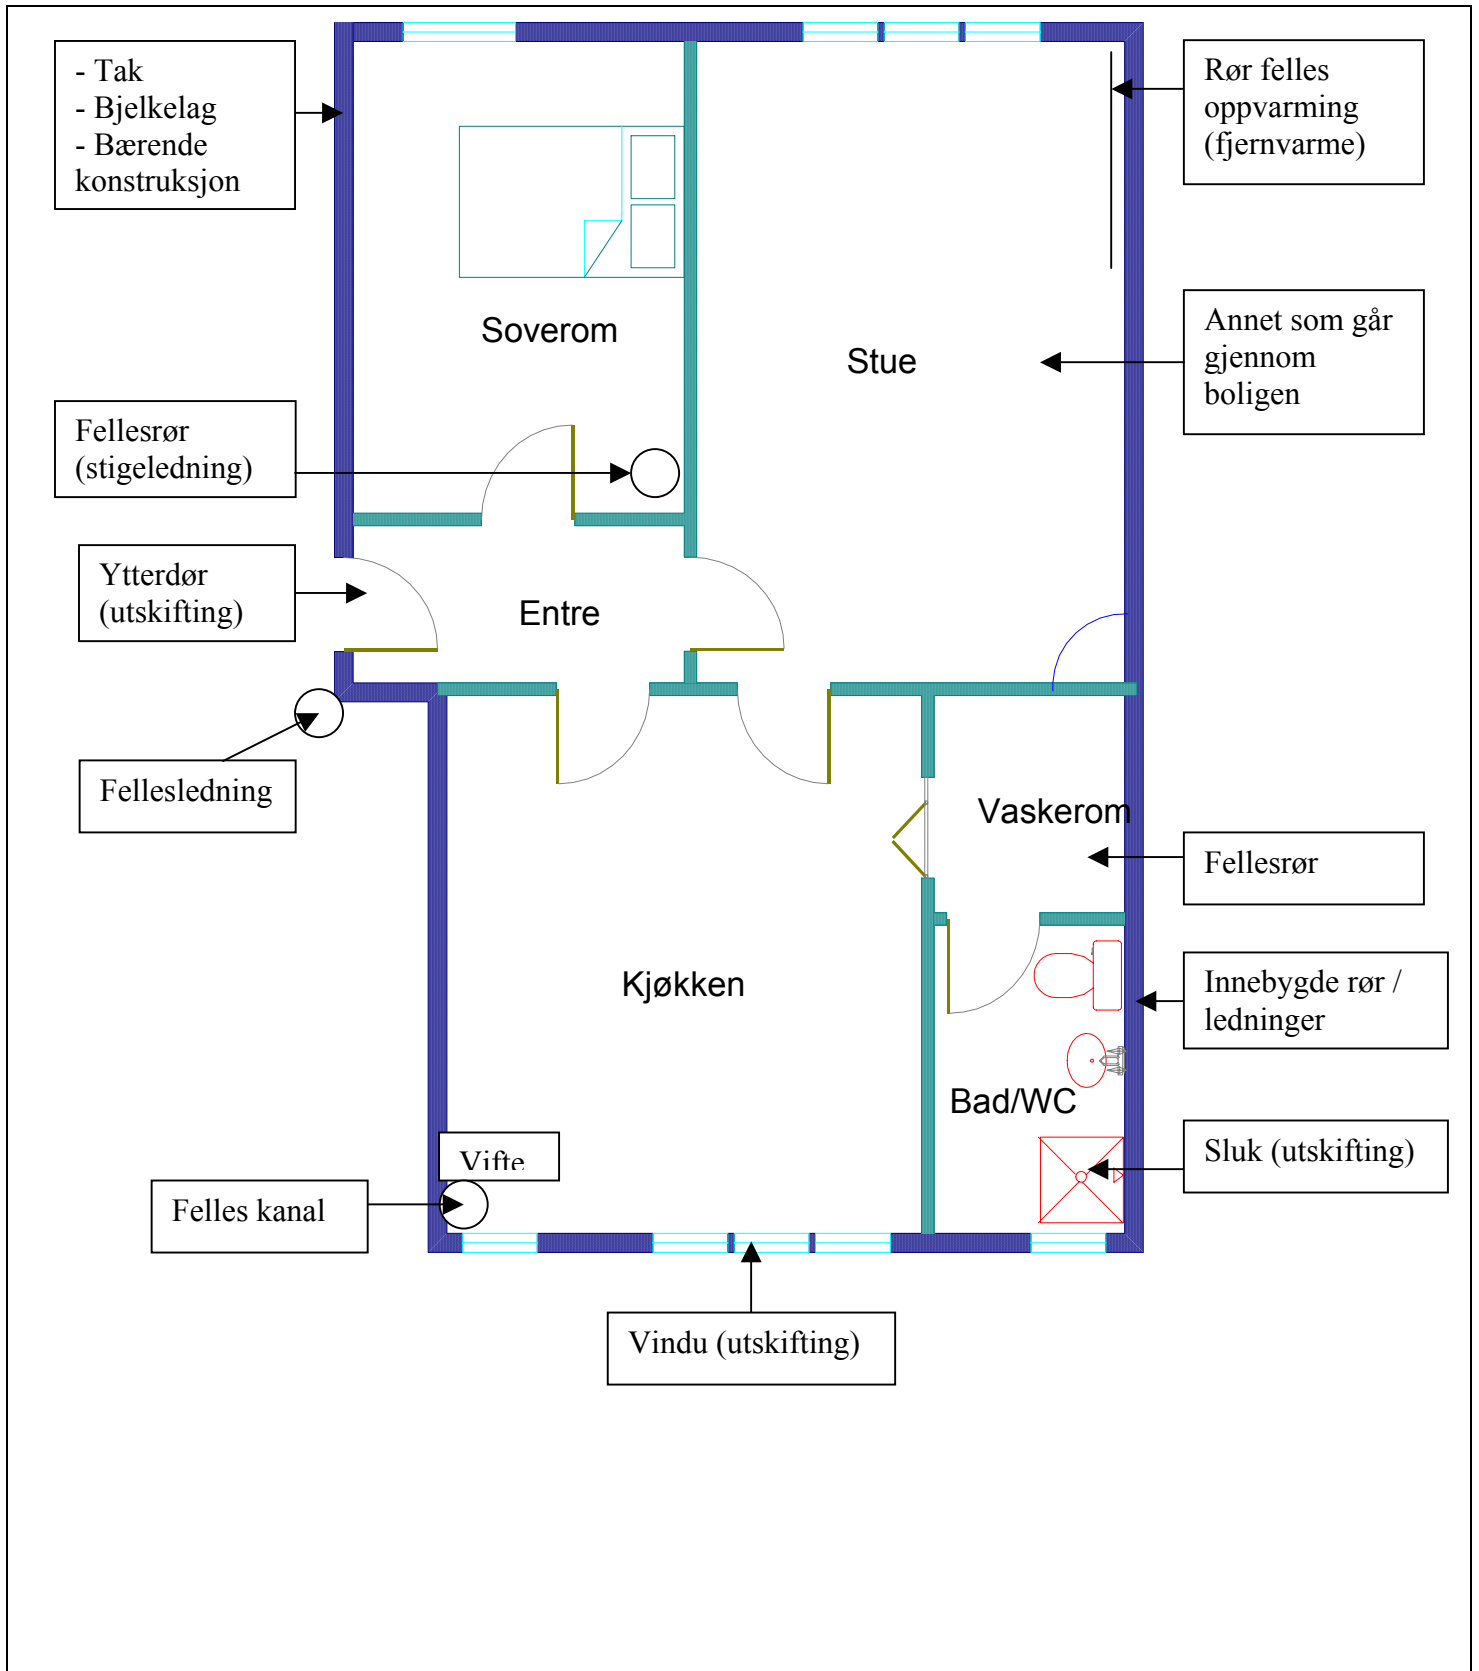 - Tak
- Bjelkelag
- Bærende
konstruksjon
Rør felles
oppvarming
(fjernvarme)
Soverom
Stue
Annet som går
gjennom
boligen
Fellesrør
(stigeledning)
Ytterdør
(utskifting)
Entre
Fellesledning
Vaskerom
Fellesrør
Kjøkken
Innebygde rør /
ledninger
Bad/WC
Vifte
Sluk (utskifting)
Felles kanal
Vindu (utskifting)